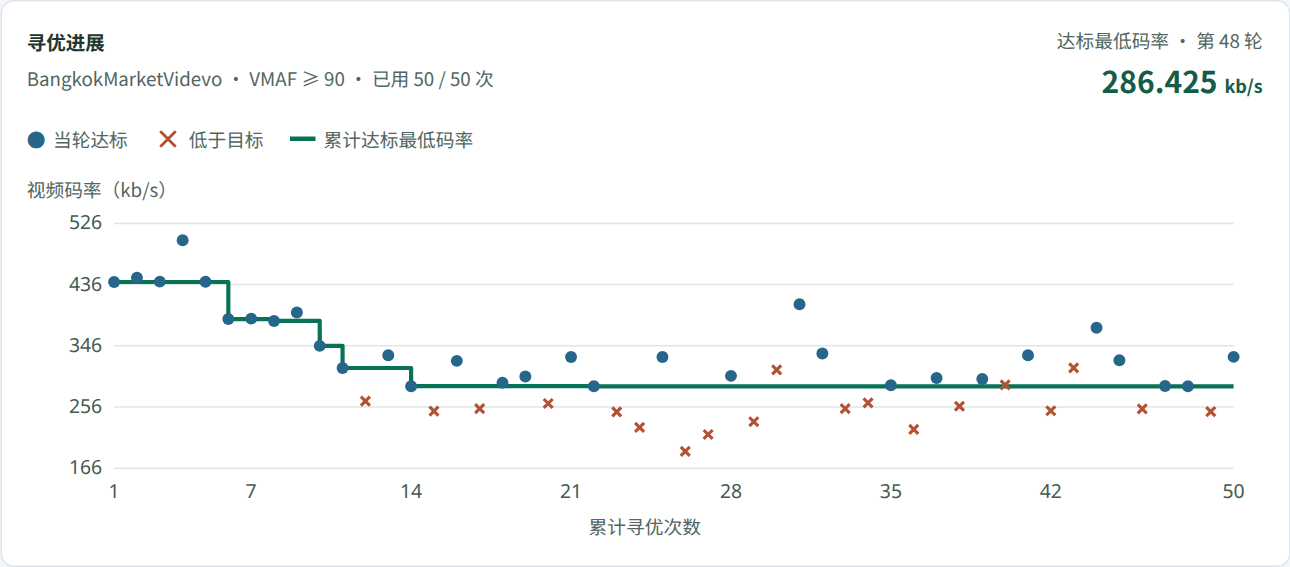 寻优进展
达标最低码率 • 第 48 轮
BangkokMarketVidevo • VMAF ⩾ 90 • 已用 50 / 50 次
286.425 kb/s
当轮达标 低于目标 累计达标最低码率
视频码率（kb/s）
526
436
346
256
166
1 7 14 21 28 35 42 50
累计寻优次数